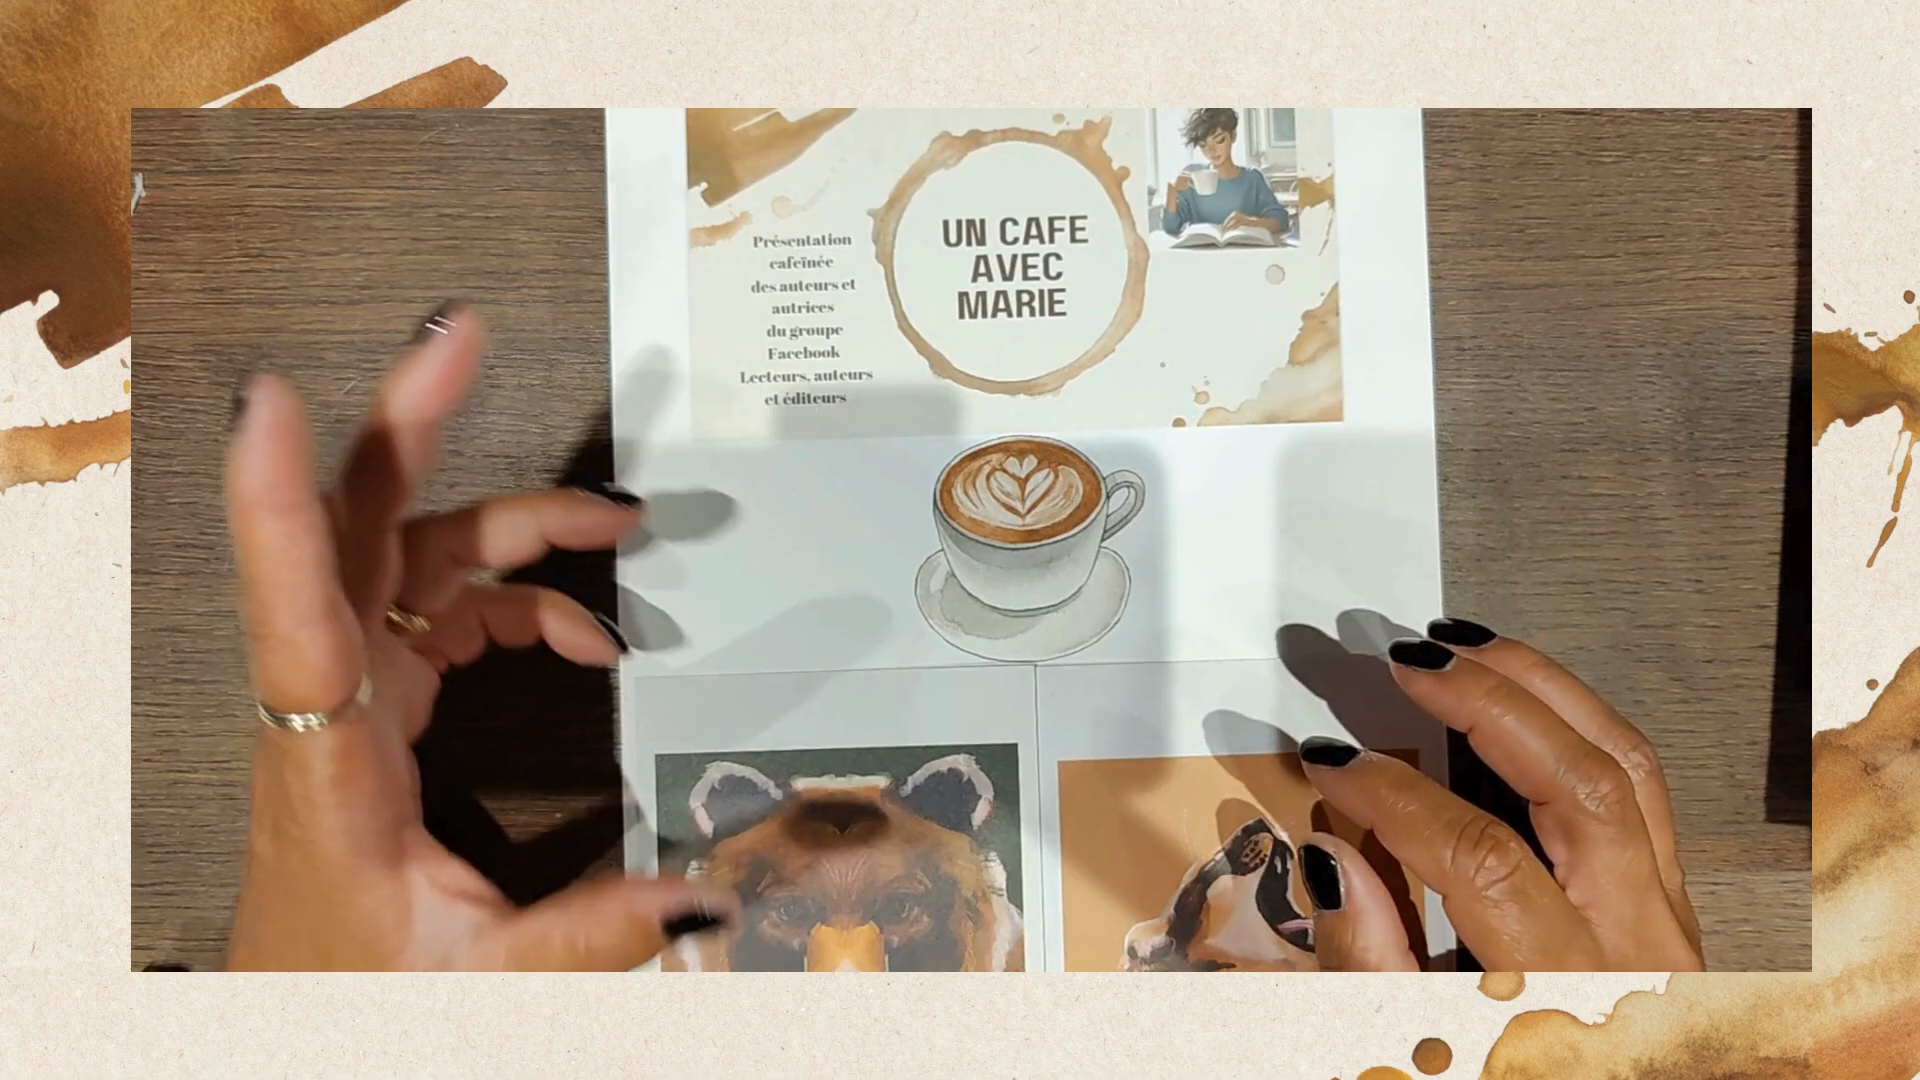 Présentation
cafeïnée
des auteurs et
autrices
du groupe
Facebook
Lecteurs, auteurs
et éditeurs
UN CAFE
AVEC
MARIE